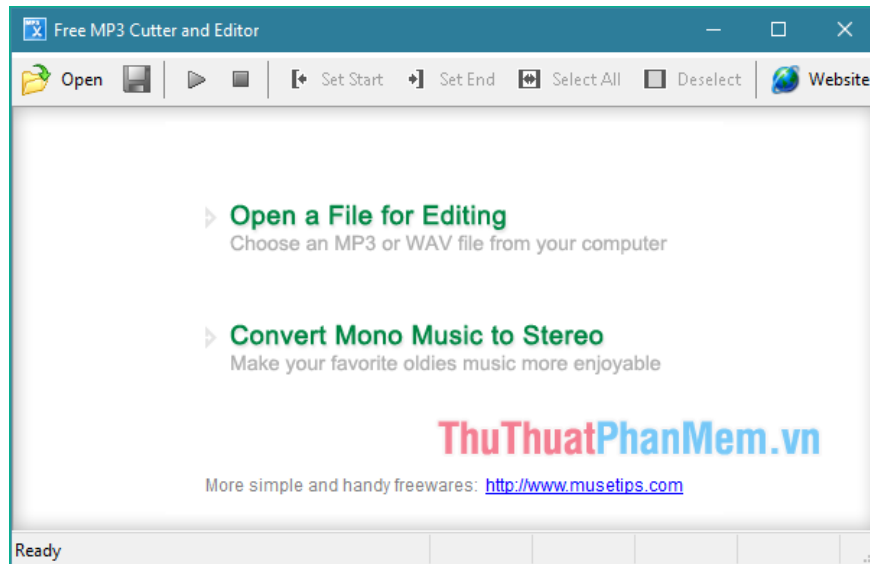 Free MP3 Cutter and Editor
Open Set Start Set End Select All Deselect Website
Open a File for Editing
Choose an MP3 or WAV file from your computer
Convert Mono Music to Stereo
Make your favorite oldies music more enjoyable
ThuThuatPhanMem.vn
More simple and handy freewares: http://www.musetips.com
Ready